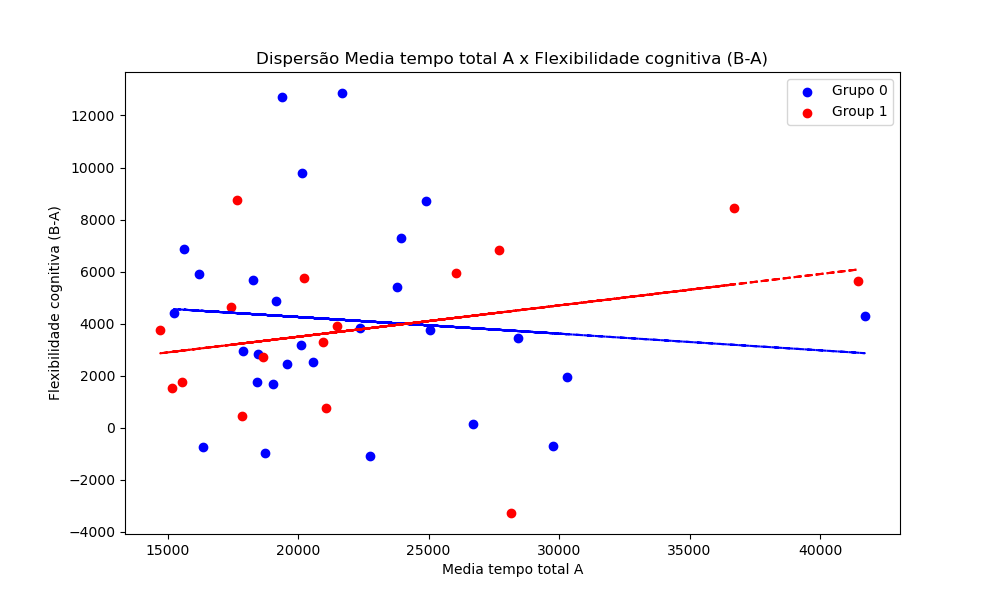 Dispersão Media tempo total A x Flexibilidade cognitiva (B-A)
Grupo 0
Group 1
12000
10000
8000
6000
4000
2000
0
−2000
−4000
Flexibilidade cognitiva (B-A)
15000 20000 25000 30000 35000 40000
Media tempo total A